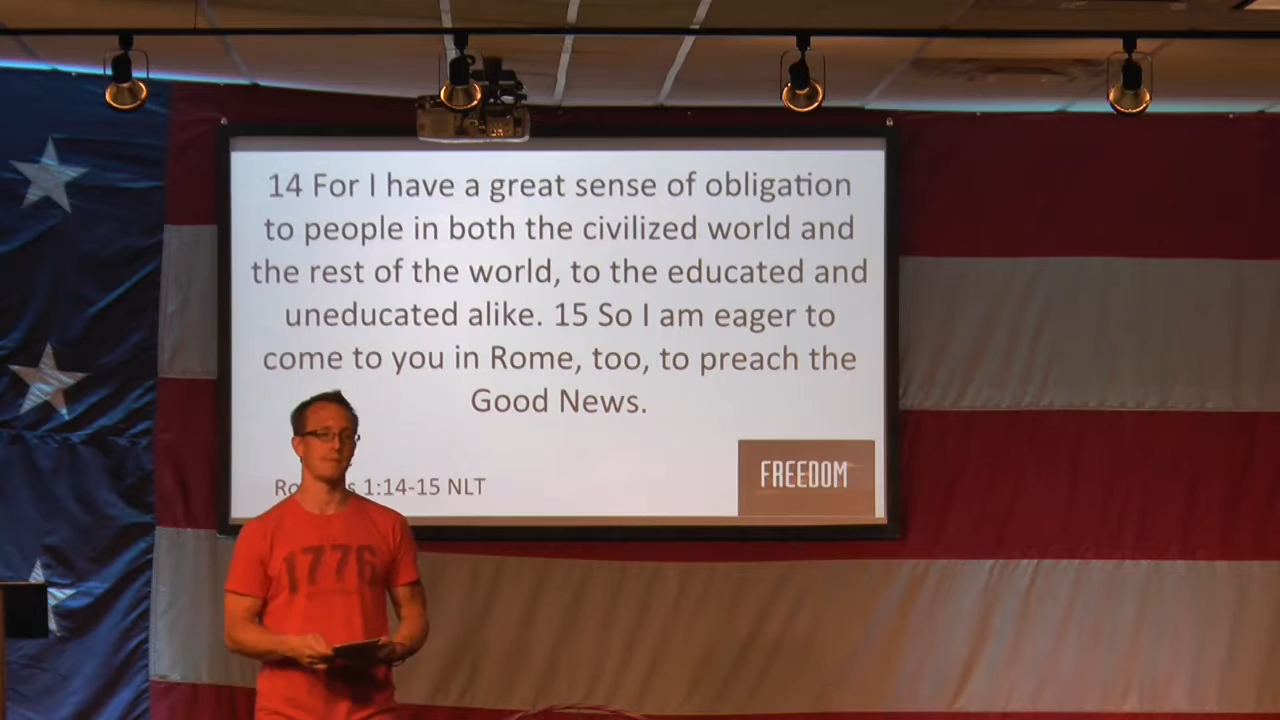 14 For I have a great sense of obligation
to people in both the civilized world and
the rest of the world, to the educated and
uneducated alike. 15 So I am eager to
come to you in Rome, too, to preach the
Good News.
Ro s 1:14-15 NLT
FREEDOM
1776